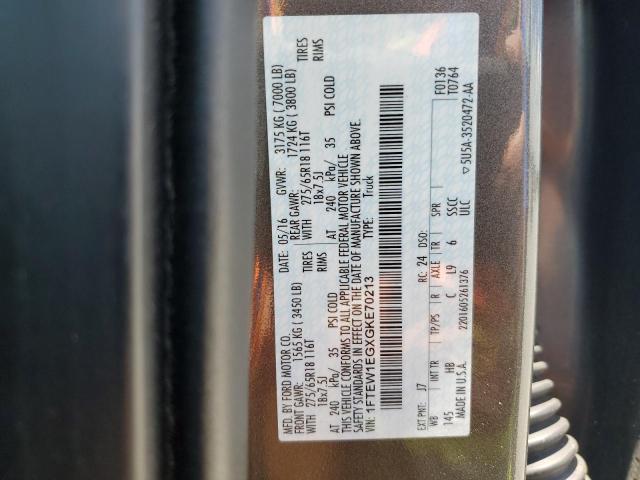 MFD. BY FORD MOTOR CO.
DATE: 05/16 GVWR: 3175 KG ( 7000 LB)
FRONT GAWR: 1565 KG ( 3450 LB) REAR GAWR: 1724 KG ( 3800 LB)
WITH 275/65R18 116T TIRES WITH 275/65R18 116T TIRES
18x7.5J RIMS 18x7.5J RIMS
AT 240 kPa/ 35 PSI COLD AT 240 kPa/ 35 PSI COLD
THIS VEHICLE CONFORMS TO ALL APPLICABLE FEDERAL MOTOR VEHICLE
SAFETY STANDARDS IN EFFECT ON THE DATE OF MANUFACTURE SHOWN ABOVE.
VIN: 1FTEW1EGXGKE70213 TYPE: Truck
F0136
T0764
EXT PNT: J7 RC: 24 DSO:
WB INT TR TP/PS R AXLE TR SPR
145 HB C L9 6 SSCC
MADE IN U.S.A. ULC
2201605261376
▽5U5A-3520472-AA